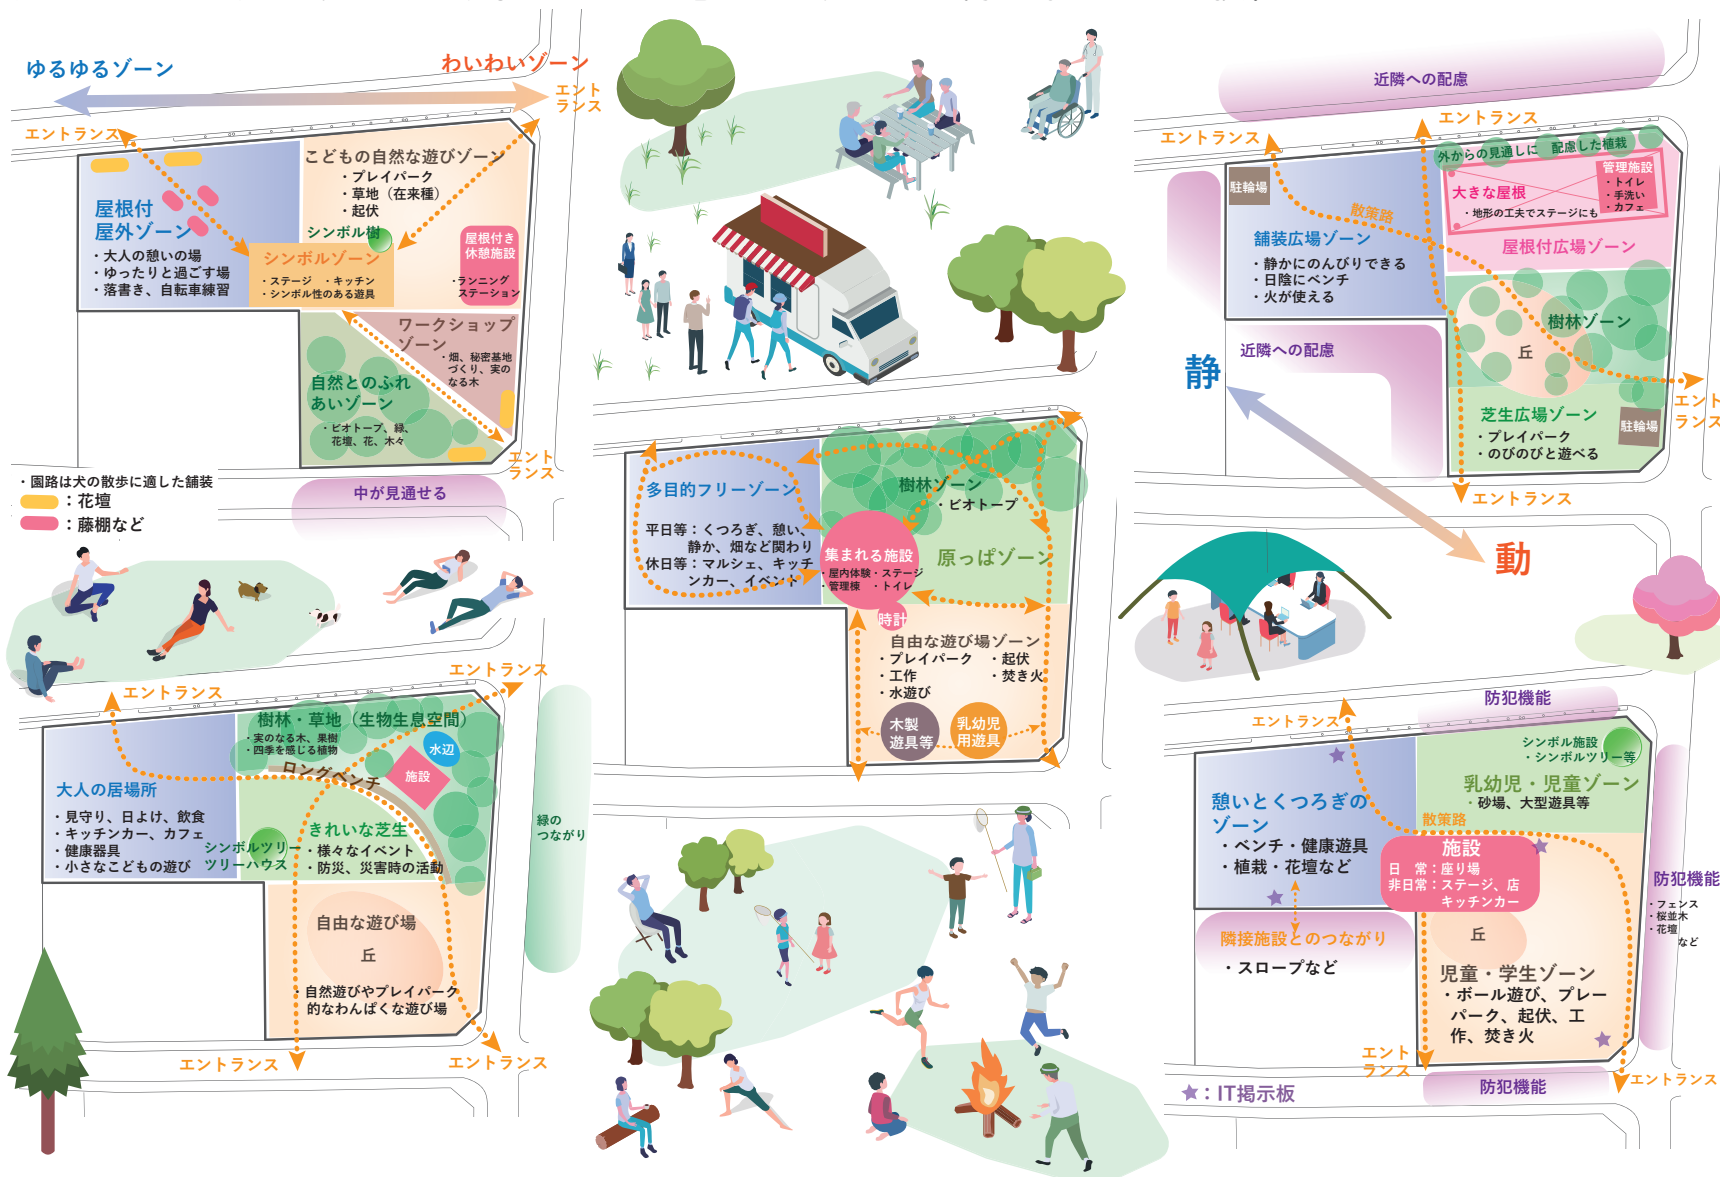 ゆるゆるゾーン
わいわいゾーン
エントランス
エント
ランス
こどもの自然な遊びゾーン
・プレイパーク
・草地（在来種）
・起伏
シンボル樹
屋根付
屋外ゾーン
・大人の憩いの場
・ゆったりと過ごす場
・落書き、自転車練習
シンボルゾーン
・ステージ　・キッチン
・シンボル性のある遊具
屋根付き
休憩施設
・ランニング
ステーション
ワークショップ
ゾーン
・畑、秘密基地
づくり、実の
なる木
自然とのふれ
あいゾーン
・ビオトープ、緑、
花壇、花、木々
エント
ランス
・園路は犬の散歩に適した舗装
：花壇
：藤棚など
中が見通せる
エントランス
エントランス
樹林・草地（生物生息空間）
・実のなる木、果樹
・四季を感じる植物
水辺
施設
ロングベンチ
大人の居場所
・見守り、日よけ、飲食
・キッチンカー、カフェ
・健康器具
・小さなこどもの遊び
シンボルツリー
ツリーハウス
きれいな芝生
・様々なイベント
・防災、災害時の活動
緑の
つながり
自由な遊び場
丘
・自然遊びやプレイパーク
的なわんぱくな遊び場
エントランス
エントランス
多目的フリーゾーン
平日等：くつろぎ、憩い、
静か、畑など関わり
休日等：マルシェ、キッチ
ンカー、イベント
樹林ゾーン
・ビオトープ
集まれる施設
・屋内体験・ステージ
・管理棟　・トイレ
原っぱゾーン
時計
自由な遊び場ゾーン
・プレイパーク　・起伏
・工作　・焚き火
・水遊び
木製
遊具等
乳幼児
用遊具
近隣への配慮
エントランス
エントランス
外からの見通しに　配慮した植栽
駐輪場
大きな屋根
・地形の工夫でステージにも
管理施設
・トイレ
・手洗い
・カフェ
散策路
舗装広場ゾーン
・静かにのんびりできる
・日陰にベンチ
・火が使える
屋根付広場ゾーン
近隣への配慮
樹林ゾーン
丘
静
芝生広場ゾーン
・プレイパーク
・のびのびと遊べる
駐輪場
エント
ランス
エントランス
動
防犯機能
エントランス
シンボル施設
・シンボルツリー等
乳幼児・児童ゾーン
・砂場、大型遊具等
憩いとくつろぎの
ゾーン
・ベンチ・健康遊具
・植栽・花壇など
散策路
施設
日　常：座り場
非日常：ステージ、店
キッチンカー
防犯機能
・フェンス
・桜並木
・花壇
など
隣接施設とのつながり
・スロープなど
丘
児童・学生ゾーン
・ボール遊び、プレー
パーク、起伏、工
作、焚き火
エント
ランス
エントランス
防犯機能
：IT掲示板